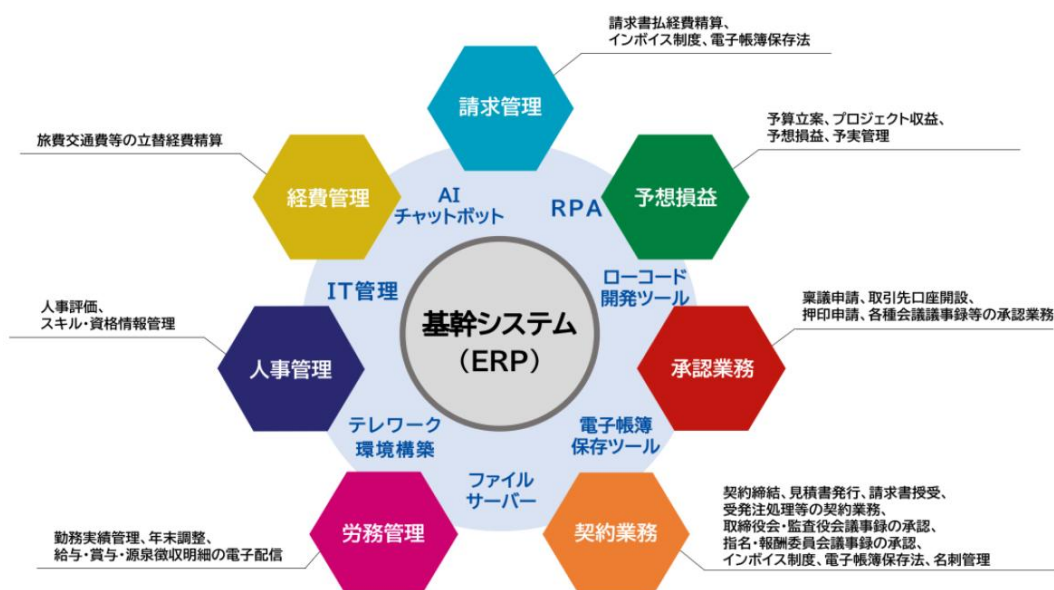 請求書払経費精算、
インボイス制度、電子帳簿保存法
請求管理
予算立案、プロジェクト収益、
予想損益、予実管理
予想損益
旅費交通費等の立替経費精算
経費管理
AI
チャットボット
RPA
IT管理
ローコード
開発ツール
基幹システム
(ERP)
人事評価、
スキル・資格情報管理
人事管理
稟議申請、取引先口座開設、
押印申請、各種会議議事録等の承認業務
承認業務
テレワーク
環境構築
電子帳簿
保存ツール
ファイル
サーバー
勤務実績管理、年末調整、
給与・賞与・源泉徴収明細の電子配信
労務管理
契約業務
契約締結、見積書発行、請求書授受、
受発注処理等の契約業務、
取締役会・監査役会議事録の承認、
指名・報酬委員会議事録の承認、
インボイス制度、電子帳簿保存法、名刺管理